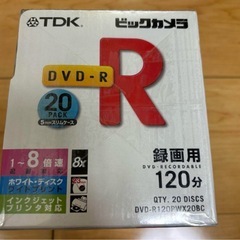 TDK
ビックカメラ
DVD-R
20
PACK
5mmスリムケース
R
録画用
DVD-RECORDABLE
120分
1～8倍速
8x
ホワイト・ディスク
インクジェット
プリンタ対応
QTY. 20 DISCS
DVD-R120PWX20BC